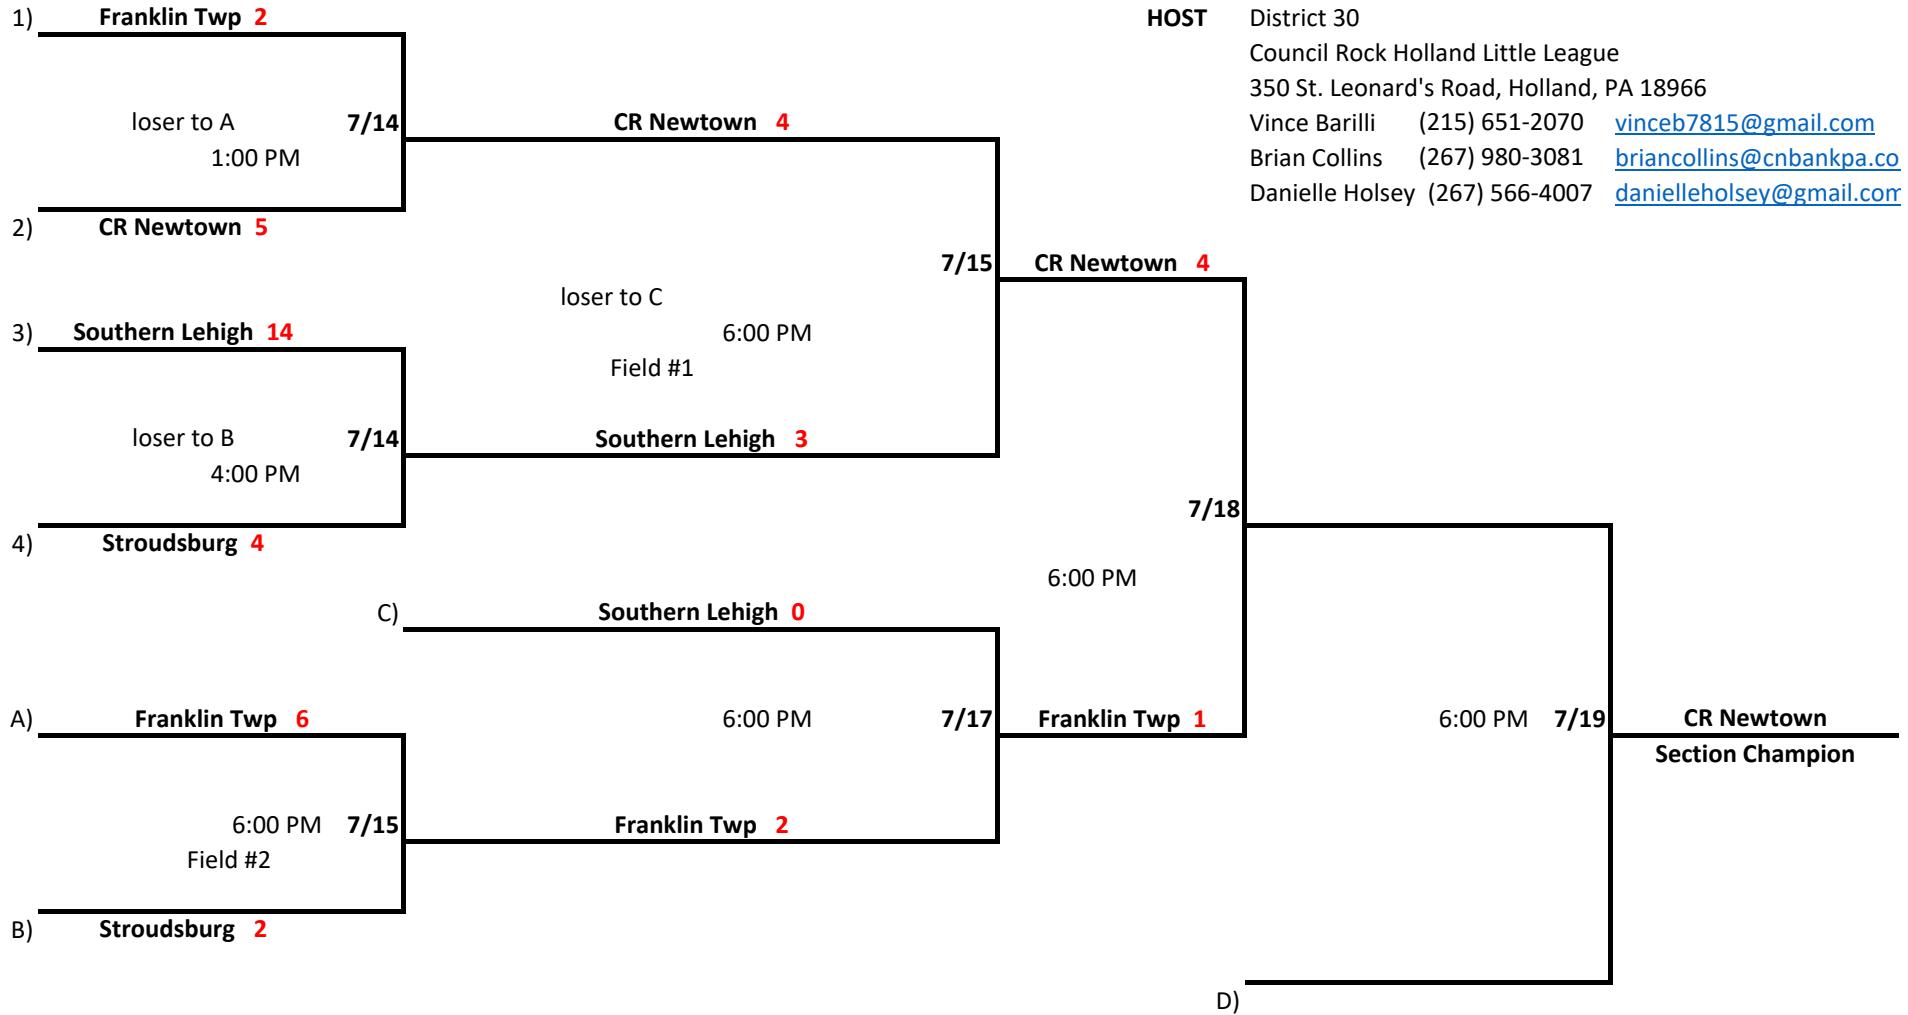 1) Franklin Twp 2
HOST District 30
Council Rock Holland Little League
350 St. Leonard's Road, Holland, PA 18966
loser to A 7/14
CR Newtown 4
Vince Barilli (215) 651-2070 vinceb7815@gmail.com
1:00 PM
Brian Collins (267) 980-3081 briancollins@cnbankpa.co
Danielle Holsey (267) 566-4007 danielleholsey@gmail.com
2) CR Newtown 5
7/15 CR Newtown 4
loser to C
3) Southern Lehigh 14
6:00 PM
Field #1
loser to B 7/14
Southern Lehigh 3
4:00 PM
7/18
4) Stroudsburg 4
6:00 PM
C) Southern Lehigh 0
A) Franklin Twp 6
6:00 PM 7/17
Franklin Twp 1
6:00 PM 7/19
CR Newtown
Section Champion
6:00 PM 7/15
Franklin Twp 2
Field #2
B) Stroudsburg 2
D)